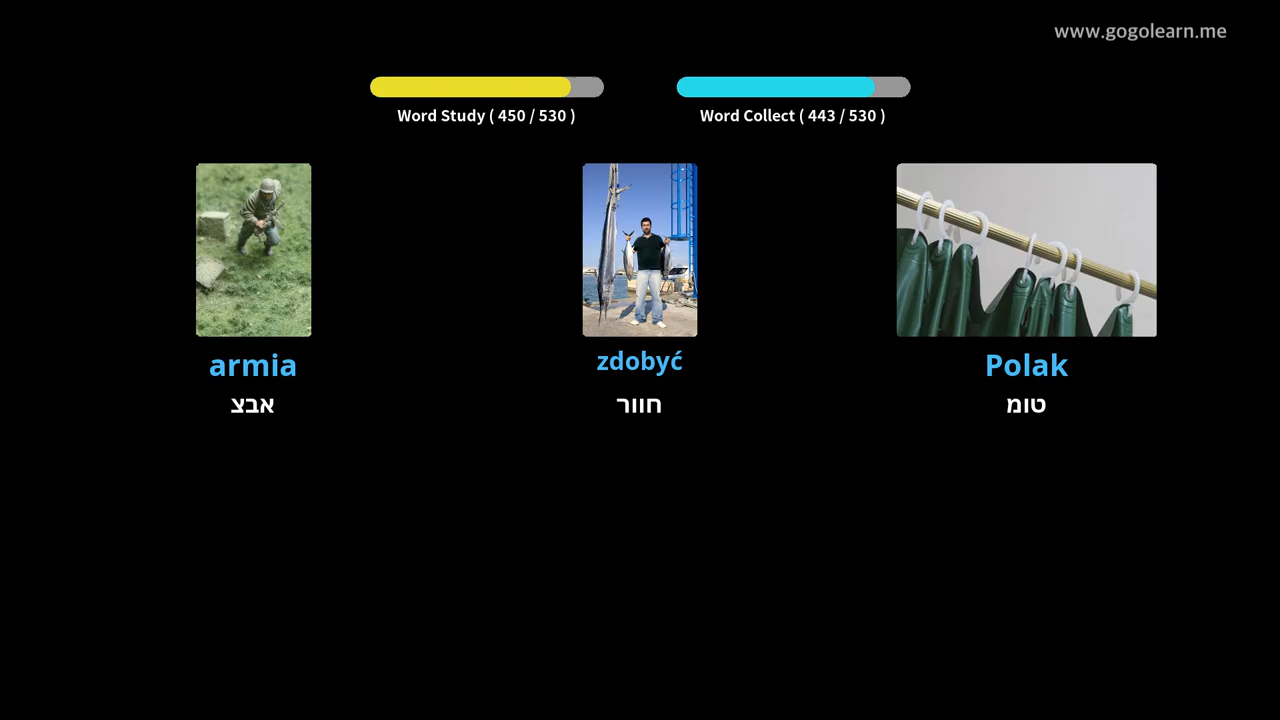 www.gogolearn.me
Word Study ( 450 / 530 )
Word Collect ( 443 / 530 )
armia
אבצ
zdobyć
חוור
Polak
טומ